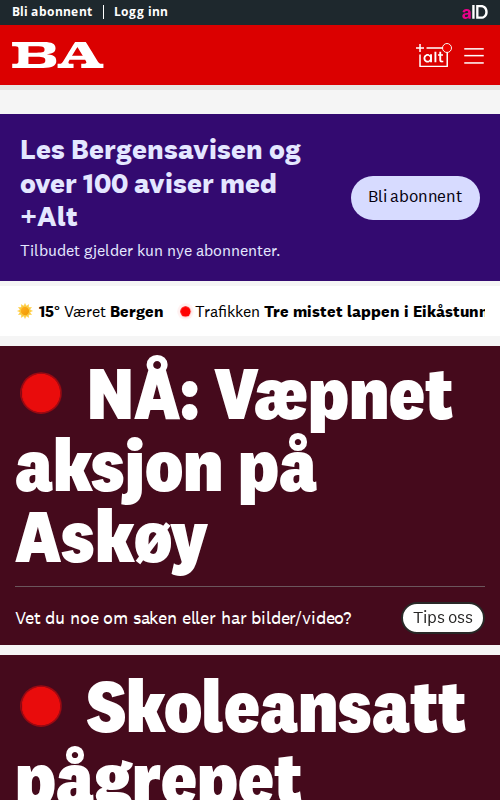 Bli abonnent | Logg inn
aID
BA
+alt
Les Bergensavisen og
over 100 aviser med
+Alt
Bli abonnent
Tilbudet gjelder kun nye abonnenter.
15° Været Bergen Trafikken Tre mistet lappen i Eikåstunn
NÅ: Væpnet
aksjon på
Askøy
Vet du noe om saken eller har bilder/video?
Tips oss
Skoleansatt
pågrepet